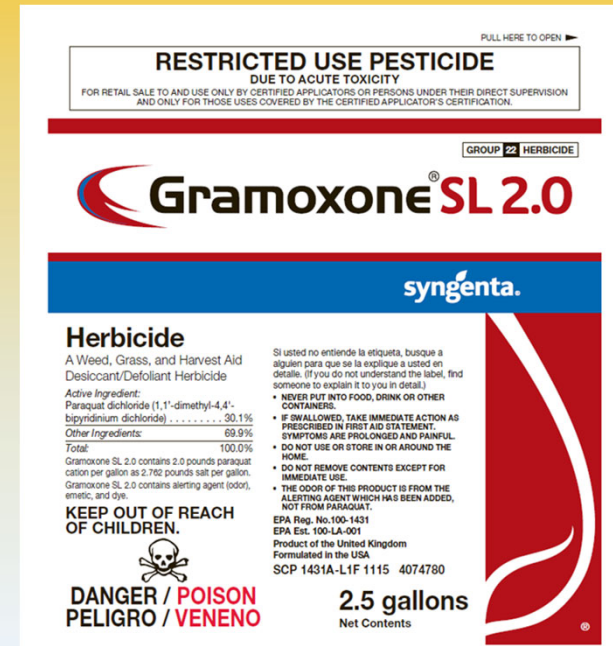 PULL HERE TO OPEN ►
RESTRICTED USE PESTICIDE
DUE TO ACUTE TOXICITY
FOR RETAIL SALE TO AND USE ONLY BY CERTIFIED APPLICATORS OR PERSONS UNDER THEIR DIRECT SUPERVISION
AND ONLY FOR THOSE USES COVERED BY THE CERTIFIED APPLICATOR'S CERTIFICATION.
GROUP 22 HERBICIDE
Gramoxone® SL 2.0
syngenta.
Herbicide
A Weed, Grass, and Harvest Aid
Desiccant/Defoliant Herbicide
Active Ingredient:
Paraquat dichloride (1,1'-dimethyl-4,4'-
bipyridinium dichloride) . . . . . . . . . 30.1%
Other Ingredients: 69.9%
Total: 100.0%
Gramoxone SL 2.0 contains 2.0 pounds paraquat
cation per gallon as 2.762 pounds salt per gallon.
Gramoxone SL 2.0 contains alerting agent (odor),
emetic, and dye.
KEEP OUT OF REACH
OF CHILDREN.
DANGER / POISON
PELIGRO / VENENO
Si usted no entiende la etiqueta, busque a
alguien para que se la explique a usted en
detalle. (If you do not understand the label, find
someone to explain it to you in detail.)
• NEVER PUT INTO FOOD, DRINK OR OTHER
CONTAINERS.
• IF SWALLOWED, TAKE IMMEDIATE ACTION AS
PRESCRIBED IN FIRST AID STATEMENT.
SYMPTOMS ARE PROLONGED AND PAINFUL.
• DO NOT USE OR STORE IN OR AROUND THE
HOME.
• DO NOT REMOVE CONTENTS EXCEPT FOR
IMMEDIATE USE.
• THE ODOR OF THIS PRODUCT IS FROM THE
ALERTING AGENT WHICH HAS BEEN ADDED,
NOT FROM PARAQUAT.
EPA Reg. No.100-1431
EPA Est. 100-LA-001
Product of the United Kingdom
Formulated in the USA
SCP 1431A-L1F 1115 4074780
2.5 gallons
Net Contents
®